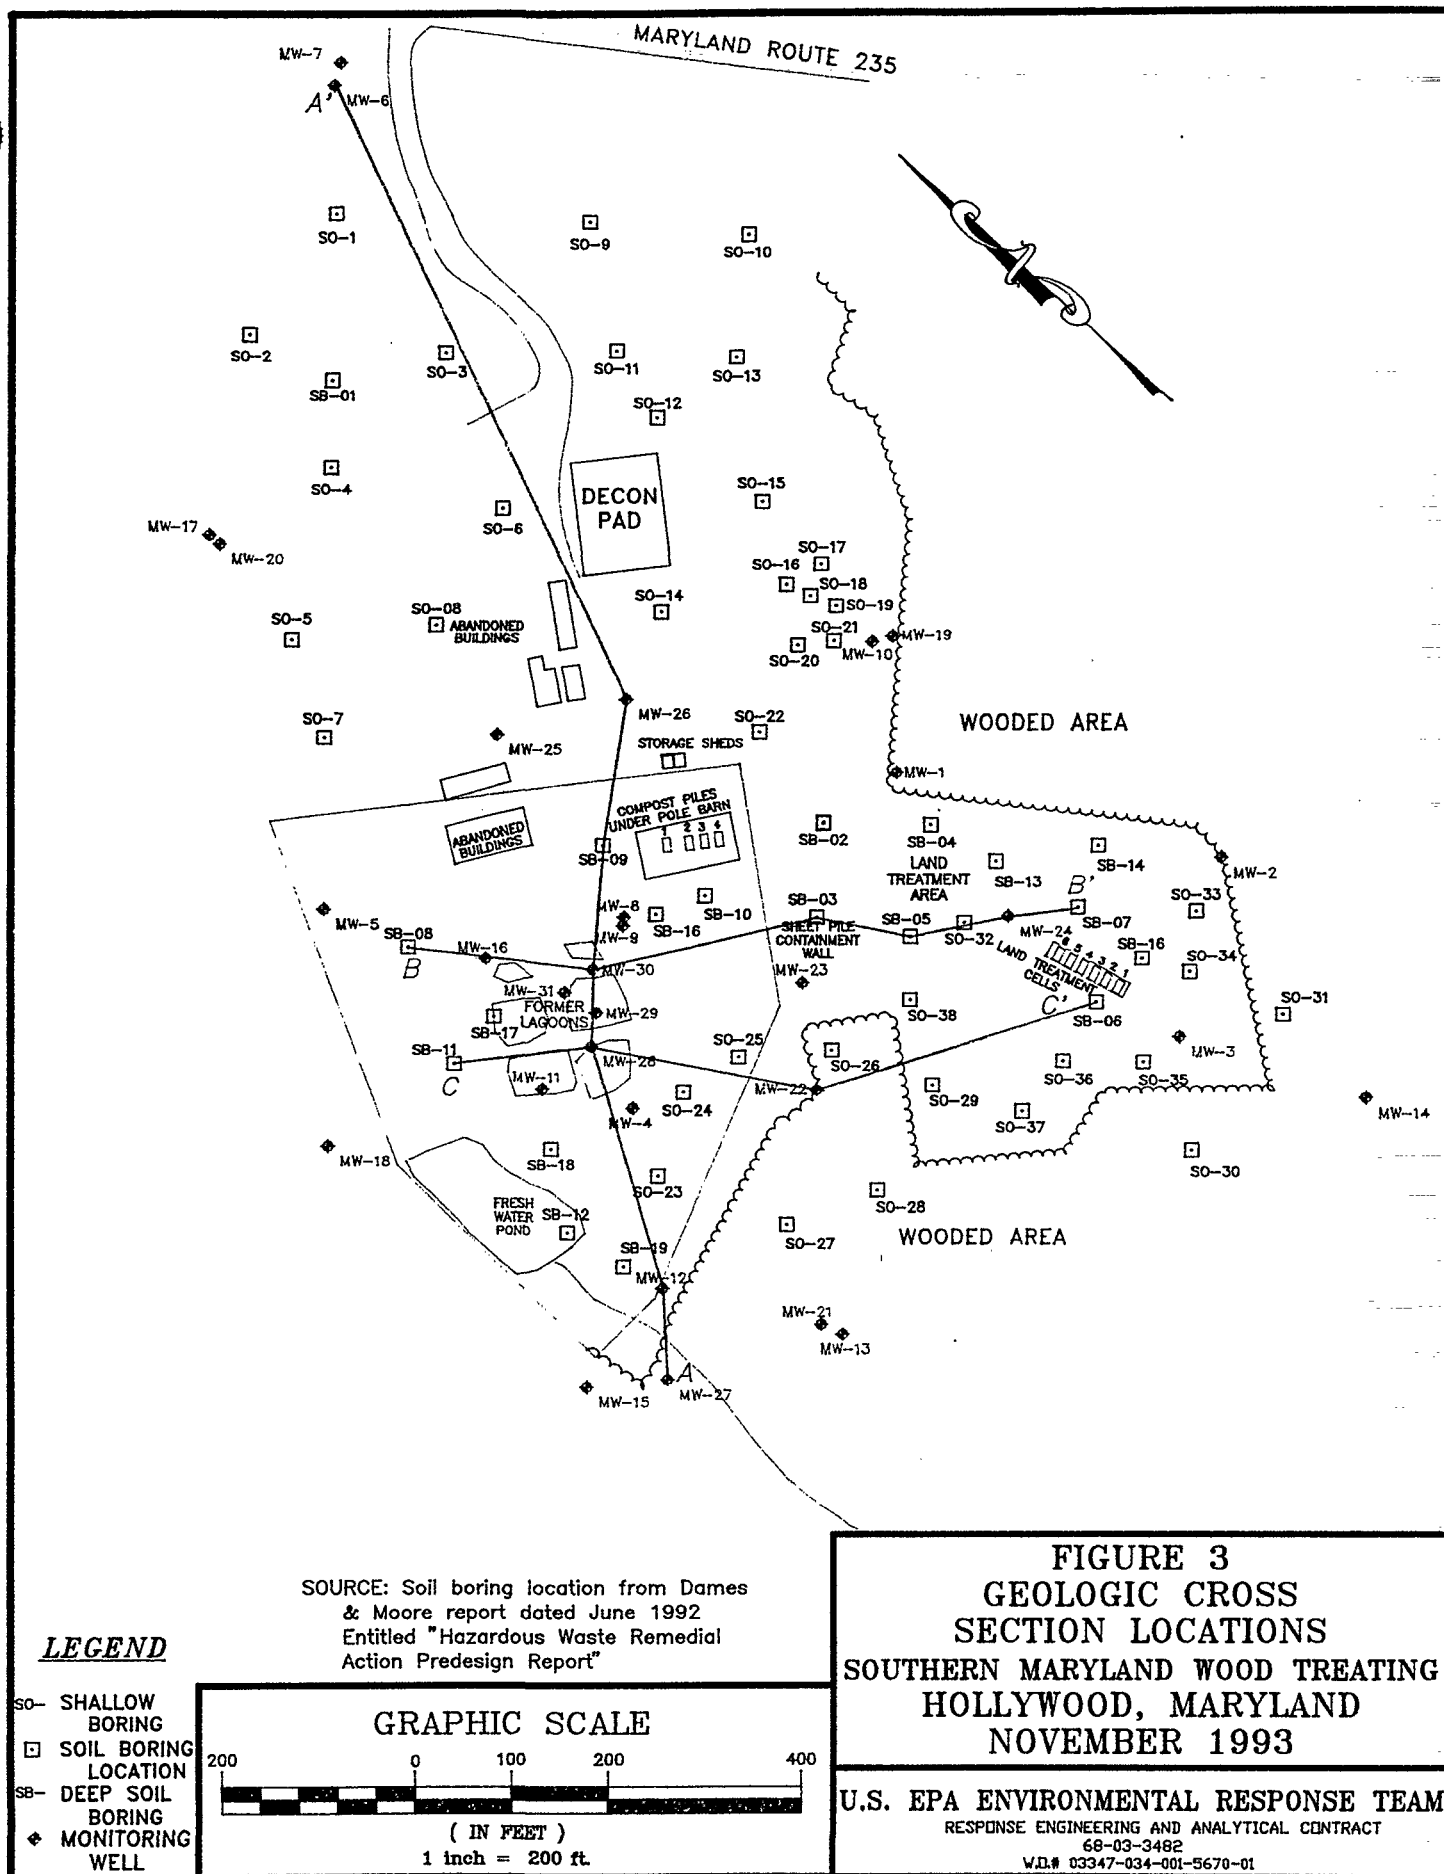 MARYLAND ROUTE 235
MW-7
A'
MW-6
SO-1
SO-9
SO-10
SO-2
SO-3
SO-11
SO-13
SB-01
SO-12
SO-4
SO-6
DECON
PAD
SO-15
MW-17
MW-20
SO-17
SO-16
SO-18
SO-19
SO-14
SO-5
SO-08
ABANDONED
BUILDINGS
SO-21
SO-20
MW-10
MW-19
SO-7
MW-26
SO-22
WOODED AREA
MW-25
STORAGE SHEDS
MW-1
COMPOST PILES
UNDER POLE BARN
1 2 3 4
ABANDONED
BUILDINGS
SB-09
SB-02
SB-04
LAND
TREATMENT
AREA
SB-13
SB-14
MW-2
B'
MW-5
SB-08
B
MW-16
MW-8
MW-9
SB-16
SB-10
SB-03
SHEET PILE
CONTAINMENT
WALL
SB-05
SO-32
MW-24
SB-07
SO-33
SB-16
SO-34
6 5 4 3 2 1
LAND TREATMENT
CELLS
MW-30
MW-23
MW-31
FORMER
LAGOONS
MW-29
SB-17
SO-38
C'
SB-06
SO-31
SB-11
C
MW-28
SO-25
SO-26
MW-3
MW-11
MW-22
SO-36
SO-35
SO-24
SO-29
SO-37
MW-4
MW-14
MW-18
SB-18
SO-23
SO-30
SO-28
FRESH
WATER
POND
SB-12
SO-27
WOODED AREA
SB-19
MW-12
MW-21
MW-13
A
MW-15
MW-27
SOURCE: Soil boring location from Dames
& Moore report dated June 1992
Entitled "Hazardous Waste Remedial
Action Predesign Report"
LEGEND
SO- SHALLOW
BORING
SOIL BORING
LOCATION
SB- DEEP SOIL
BORING
MONITORING
WELL
GRAPHIC SCALE
200 0 100 200 400
( IN FEET )
1 inch = 200 ft.
FIGURE 3
GEOLOGIC CROSS
SECTION LOCATIONS
SOUTHERN MARYLAND WOOD TREATING
HOLLYWOOD, MARYLAND
NOVEMBER 1993
U.S. EPA ENVIRONMENTAL RESPONSE TEAM
RESPONSE ENGINEERING AND ANALYTICAL CONTRACT
68-03-3482
W.O.# 03347-034-001-5670-01